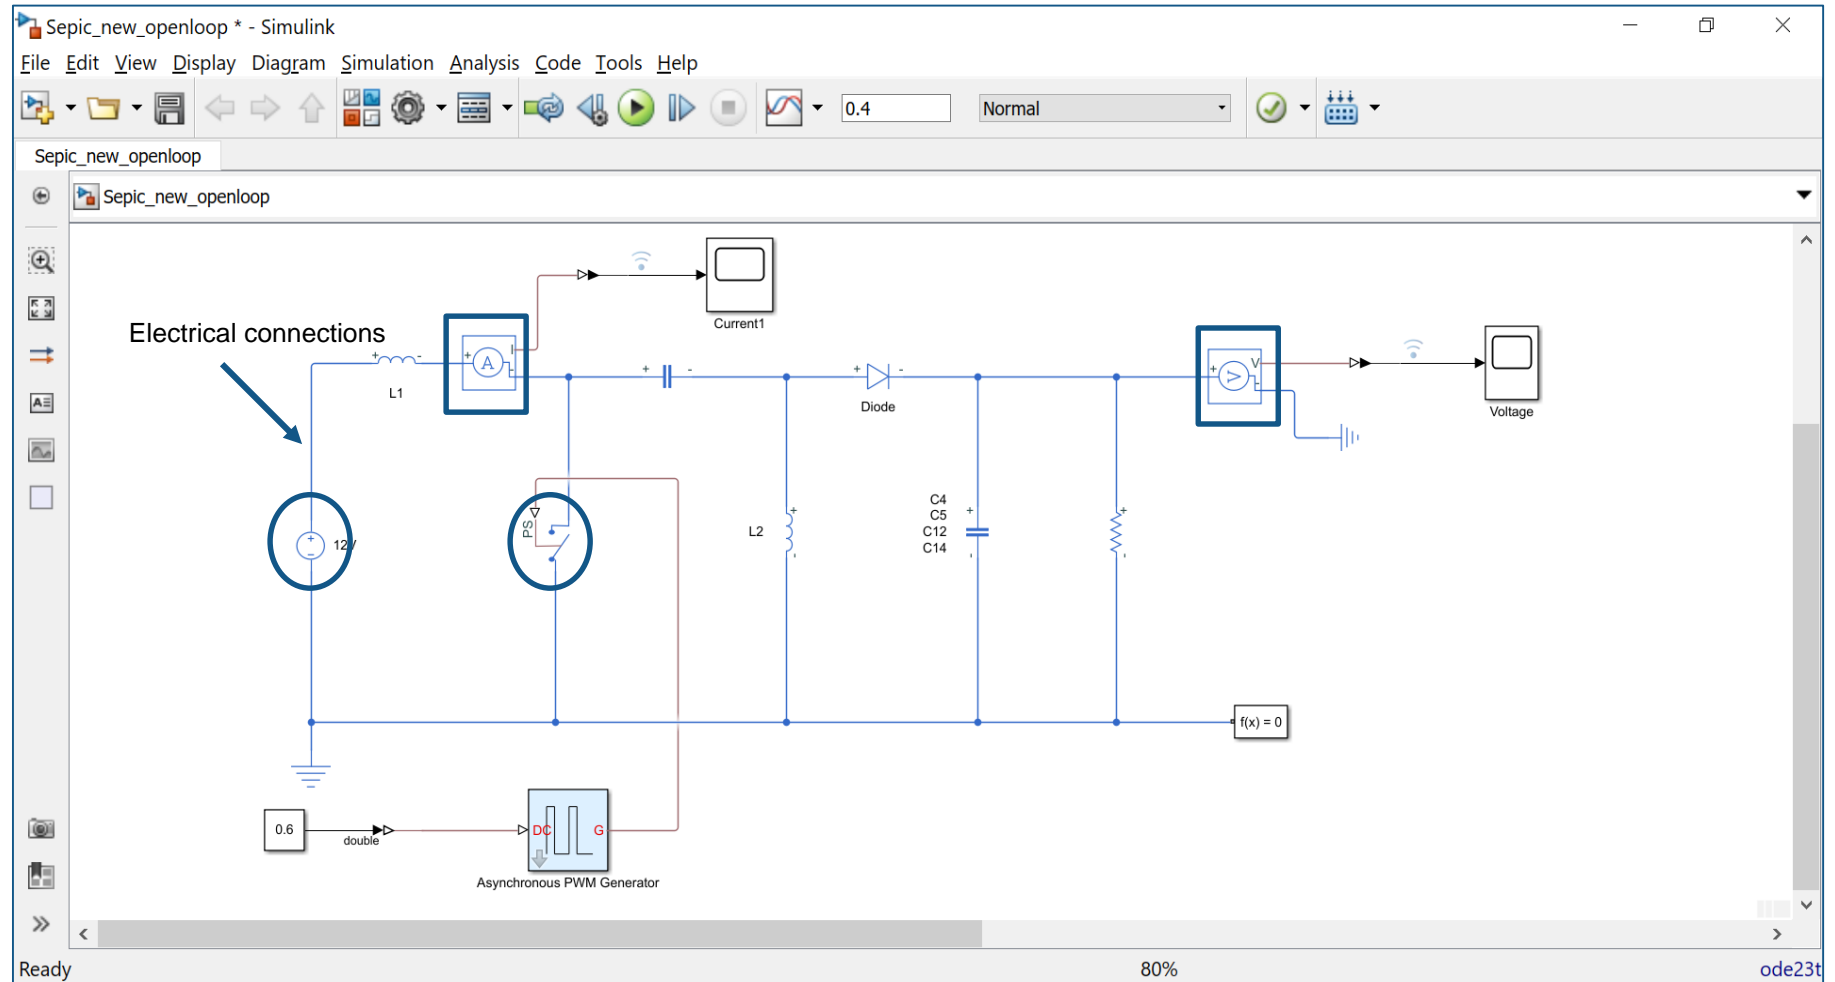 Sepic_new_openloop * - Simulink
File Edit View Display Diagram Simulation Analysis Code Tools Help
0.4 Normal
Sepic_new_openloop
Sepic_new_openloop
Current1
Electrical connections
+ - + A I -
L1
+ -
+ -
Diode
+ V V -
Voltage
PS
+ - 12V
L2
+ -
C4
C5
C12
C14
+ -
+ -
f(x) = 0
0.6
double
DC G
Asynchronous PWM Generator
Ready 80% ode23t